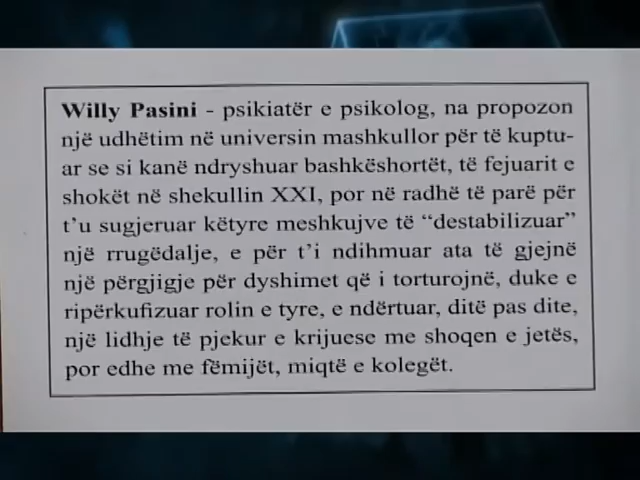 Willy Pasini - psikiatër e psikolog, na propozon
një udhëtim në universin mashkullor për të kuptu-
ar se si kanë ndryshuar bashkëshortët, të fejuarit e
shokët në shekullin XXI, por në radhë të parë për
t’u sugjeruar këtyre meshkujve të “destabilizuar”
një rrugëdalje, e për t’i ndihmuar ata të gjejnë
një përgjigje për dyshimet që i torturojnë, duke e
ripërkufizuar rolin e tyre, e ndërtuar, ditë pas dite,
një lidhje të pjekur e krijuese me shoqen e jetës,
por edhe me fëmijët, miqtë e kolegët.